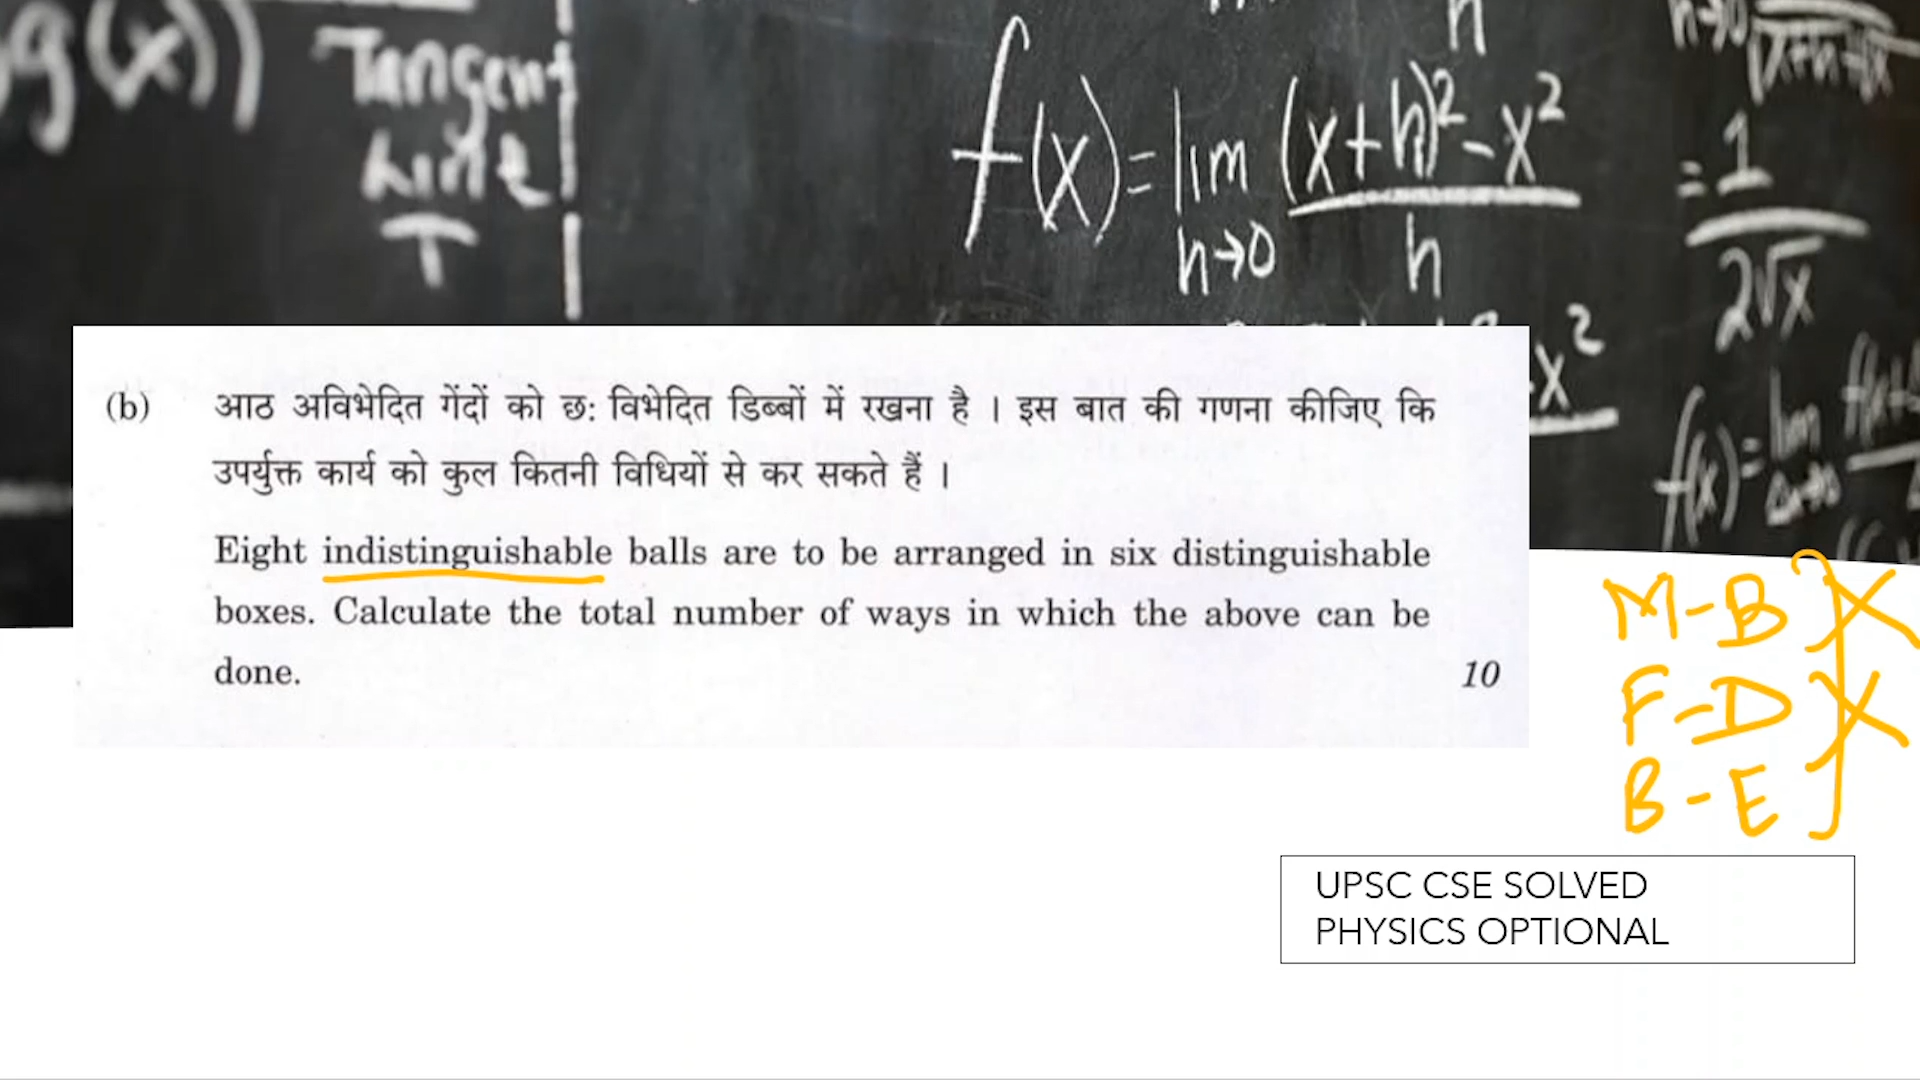 g(x))
Tangent
Line
T
f(x) = lim (x+h)² - x²
h→0 h
= 1
2√x
x²
(b) आठ अविभेदित गेंदों को छः विभेदित डिब्बों में रखना है । इस बात की गणना कीजिए कि
उपर्युक्त कार्य को कुल कितनी विधियों से कर सकते हैं ।
Eight indistinguishable balls are to be arranged in six distinguishable
boxes. Calculate the total number of ways in which the above can be
done. 10
M-B X
F-D X
B-E
UPSC CSE SOLVED
PHYSICS OPTIONAL